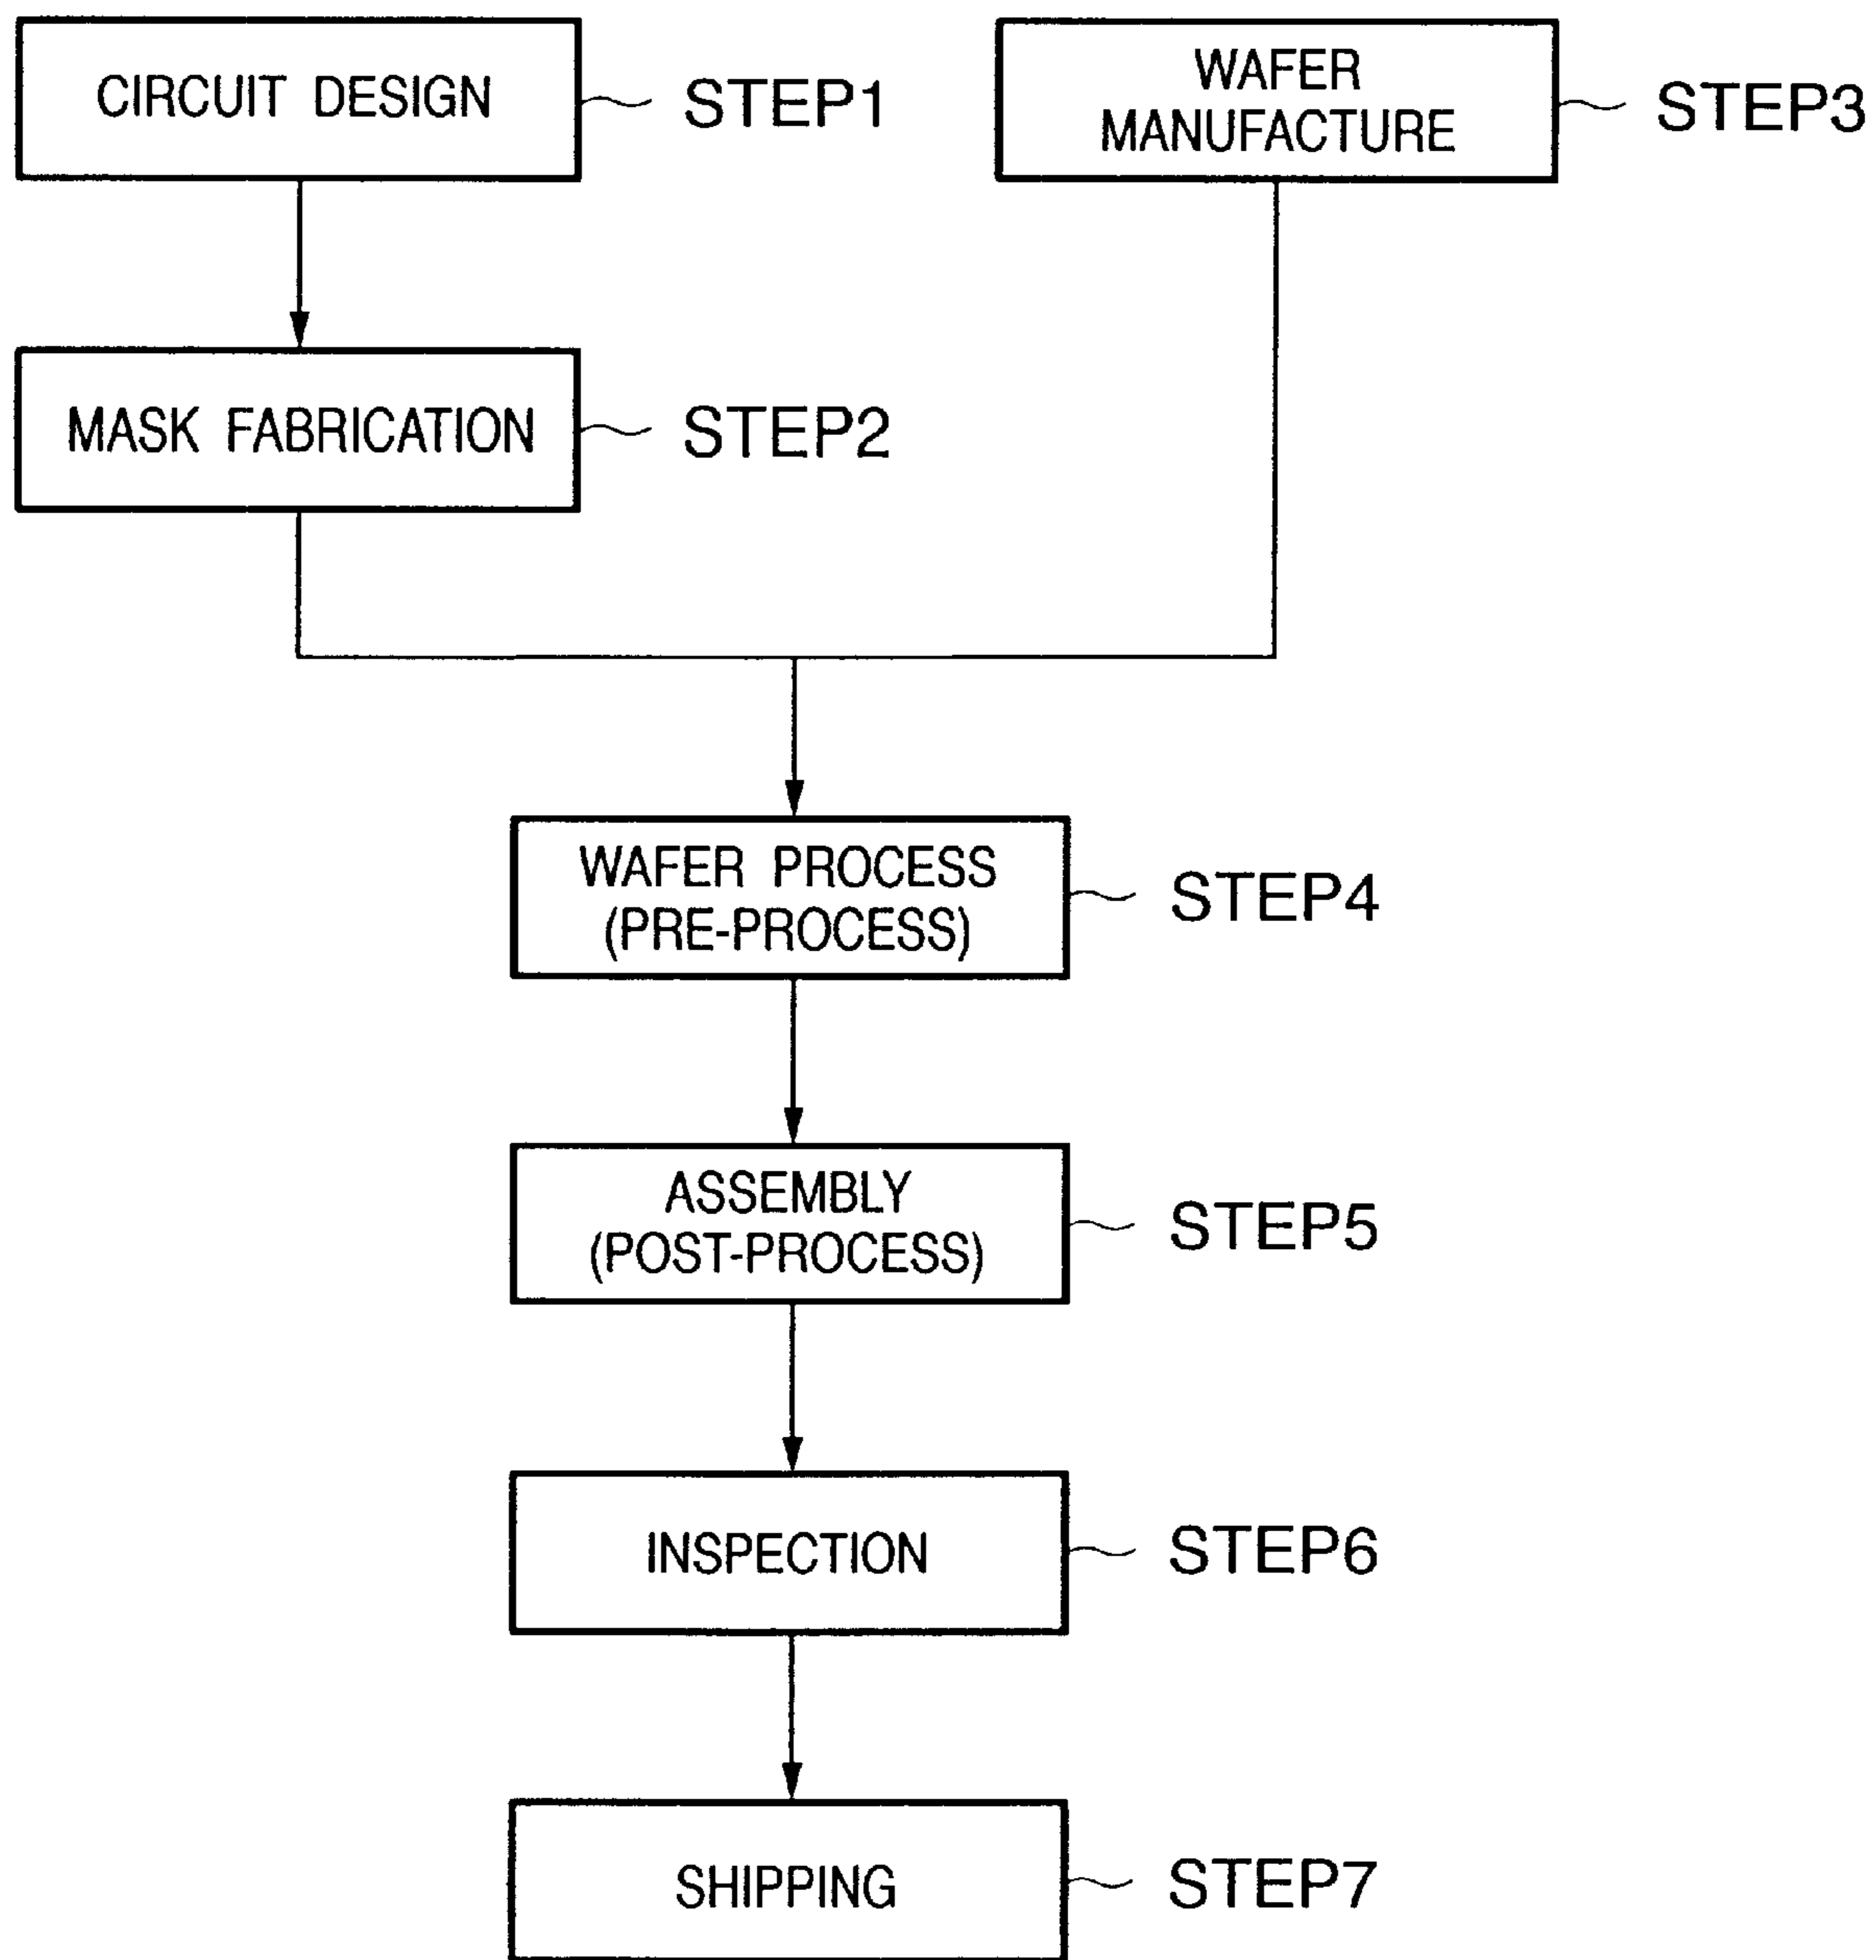 CIRCUIT DESIGN
STEP1
WAFER
MANUFACTURE
STEP3
MASK FABRICATION
STEP2
WAFER PROCESS
(PRE-PROCESS)
STEP4
ASSEMBLY
(POST-PROCESS)
STEP5
INSPECTION
STEP6
SHIPPING
STEP7